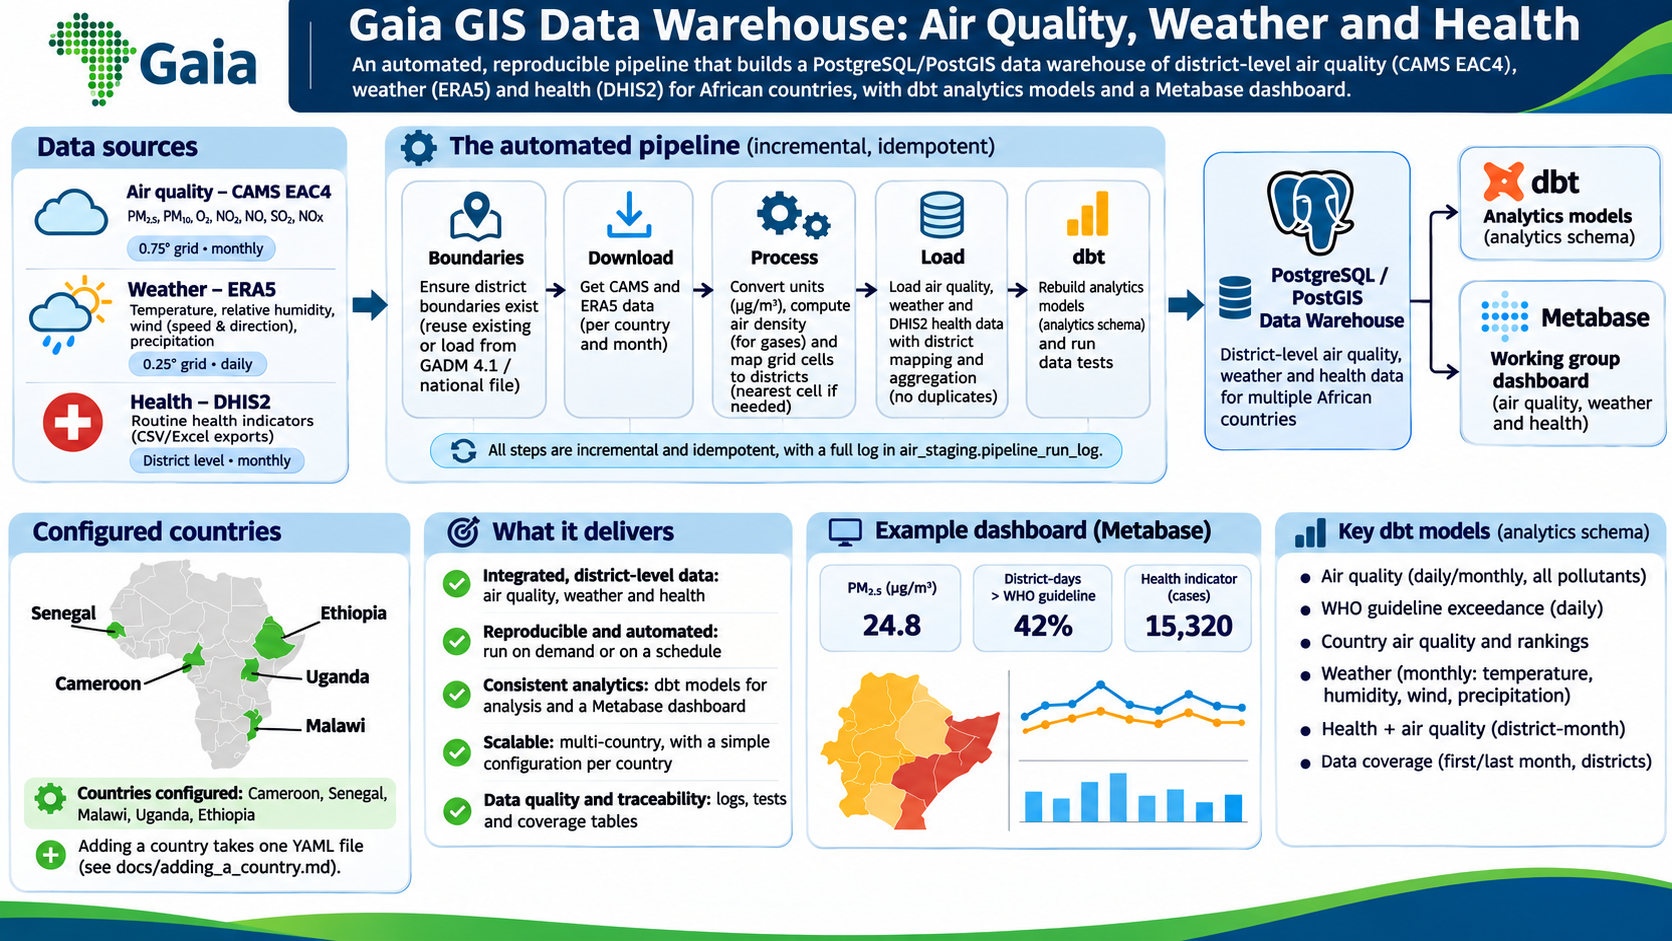 Gaia
Gaia GIS Data Warehouse: Air Quality, Weather and Health
An automated, reproducible pipeline that builds a PostgreSQL/PostGIS data warehouse of district-level air quality (CAMS EAC4),
weather (ERA5) and health (DHIS2) for African countries, with dbt analytics models and a Metabase dashboard.
Data sources
Air quality – CAMS EAC4
PM₂.₅, PM₁₀, O₂, NO₂, NO, SO₂, NOx
0.75° grid • monthly
Weather – ERA5
Temperature, relative humidity,
wind (speed & direction),
precipitation
0.25° grid • daily
Health – DHIS2
Routine health indicators
(CSV/Excel exports)
District level • monthly
The automated pipeline (incremental, idempotent)
Boundaries
Ensure district
boundaries exist
(reuse existing
or load from
GADM 4.1 /
national file)
Download
Get CAMS and
ERA5 data
(per country
and month)
Process
Convert units
(µg/m³), compute
air density
(for gases) and
map grid cells
to districts
(nearest cell if
needed)
Load
Load air quality,
weather and
DHIS2 health data
with district
mapping and
aggregation
(no duplicates)
dbt
Rebuild analytics
models
(analytics schema)
and run
data tests
All steps are incremental and idempotent, with a full log in air_staging.pipeline_run_log.
PostgreSQL /
PostGIS
Data Warehouse
District-level air quality,
weather and health data
for multiple African
countries
dbt
Analytics models
(analytics schema)
Metabase
Working group
dashboard
(air quality, weather
and health)
Configured countries
Senegal
Ethiopia
Cameroon
Uganda
Malawi
Countries configured: Cameroon, Senegal,
Malawi, Uganda, Ethiopia
Adding a country takes one YAML file
(see docs/adding_a_country.md).
What it delivers
Integrated, district-level data:
air quality, weather and health
Reproducible and automated:
run on demand or on a schedule
Consistent analytics: dbt models for
analysis and a Metabase dashboard
Scalable: multi-country, with a simple
configuration per country
Data quality and traceability: logs, tests
and coverage tables
Example dashboard (Metabase)
PM₂.₅ (µg/m³)
24.8
District-days
> WHO guideline
42%
Health indicator
(cases)
15,320
Key dbt models (analytics schema)
• Air quality (daily/monthly, all pollutants)
• WHO guideline exceedance (daily)
• Country air quality and rankings
• Weather (monthly: temperature,
humidity, wind, precipitation)
• Health + air quality (district-month)
• Data coverage (first/last month, districts)